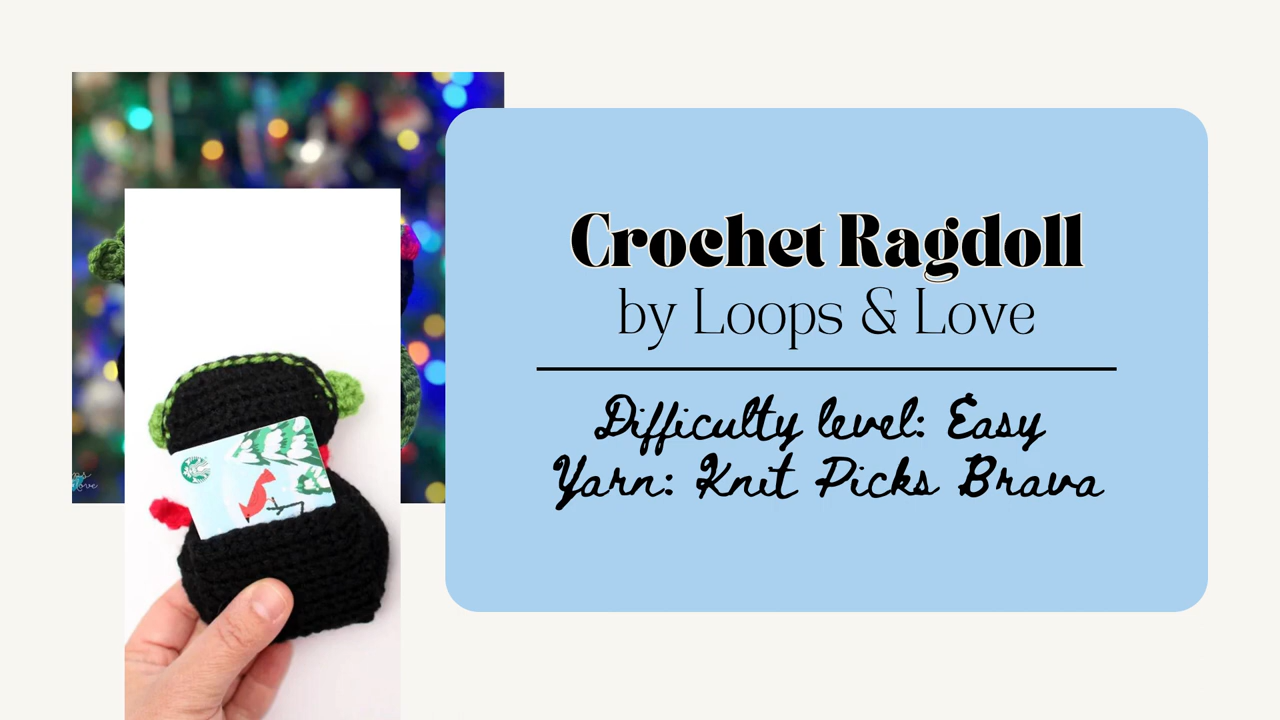 Crochet Ragdoll
by Loops & Love
Difficulty level: Easy
Yarn: Knit Picks Brava